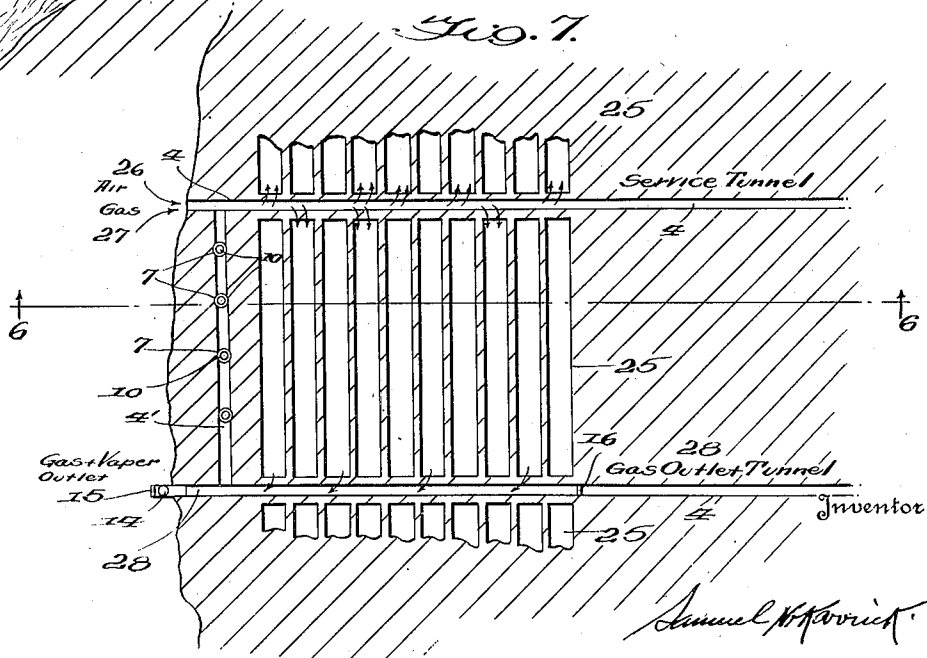 Fig. 7.
25
26
4
Air
Gas
27
Service Tunnel
4
7
10
6
6
7
10
4'
25
16
28
Gas + Vapor
Outlet
Gas Outlet Tunnel
15
14
4
Inventor
28
25
Samuel N. Karrick.